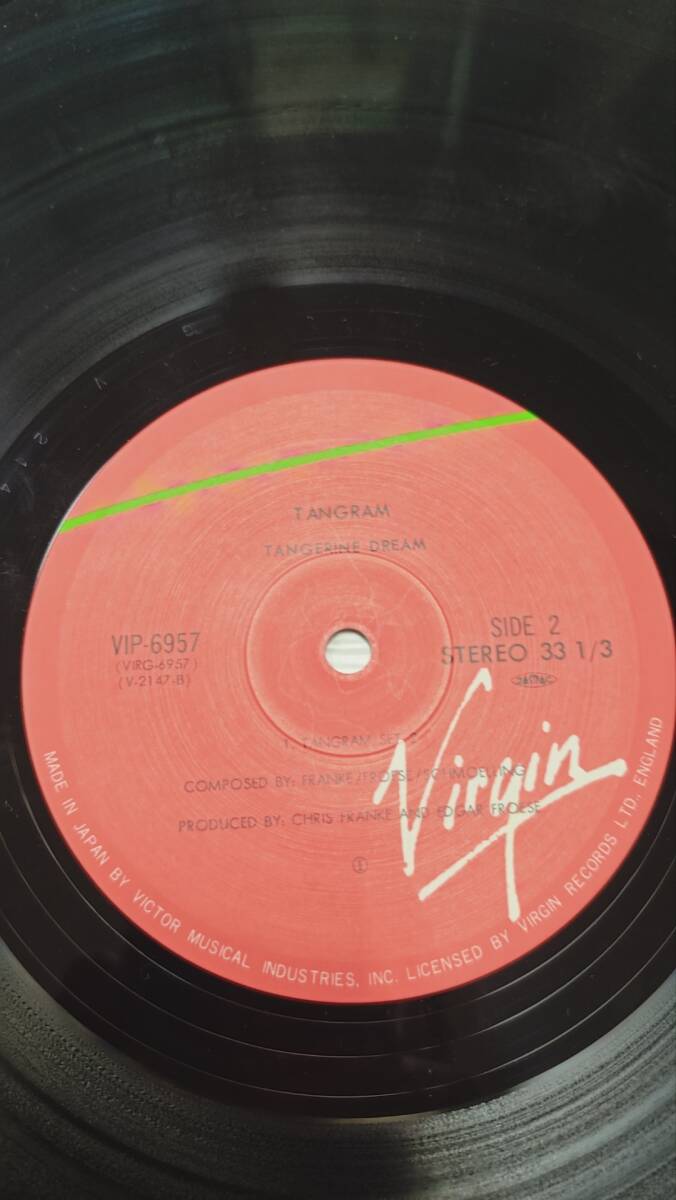 TANGRAM
TANGERINE DREAM
VIP-6957
(VIRG-6957)
(V-2147-B)
SIDE 2
STEREO 33 1/3
JASRAC
1. TANGRAM SET 2
COMPOSED BY: FRANKE/FROESE/SCHMOELLING
PRODUCED BY: CHRIS FRANKE AND EDGAR FROESE
Virgin
MADE IN JAPAN BY VICTOR MUSICAL INDUSTRIES, INC. LICENSED BY VIRGIN RECORDS LTD., ENGLAND